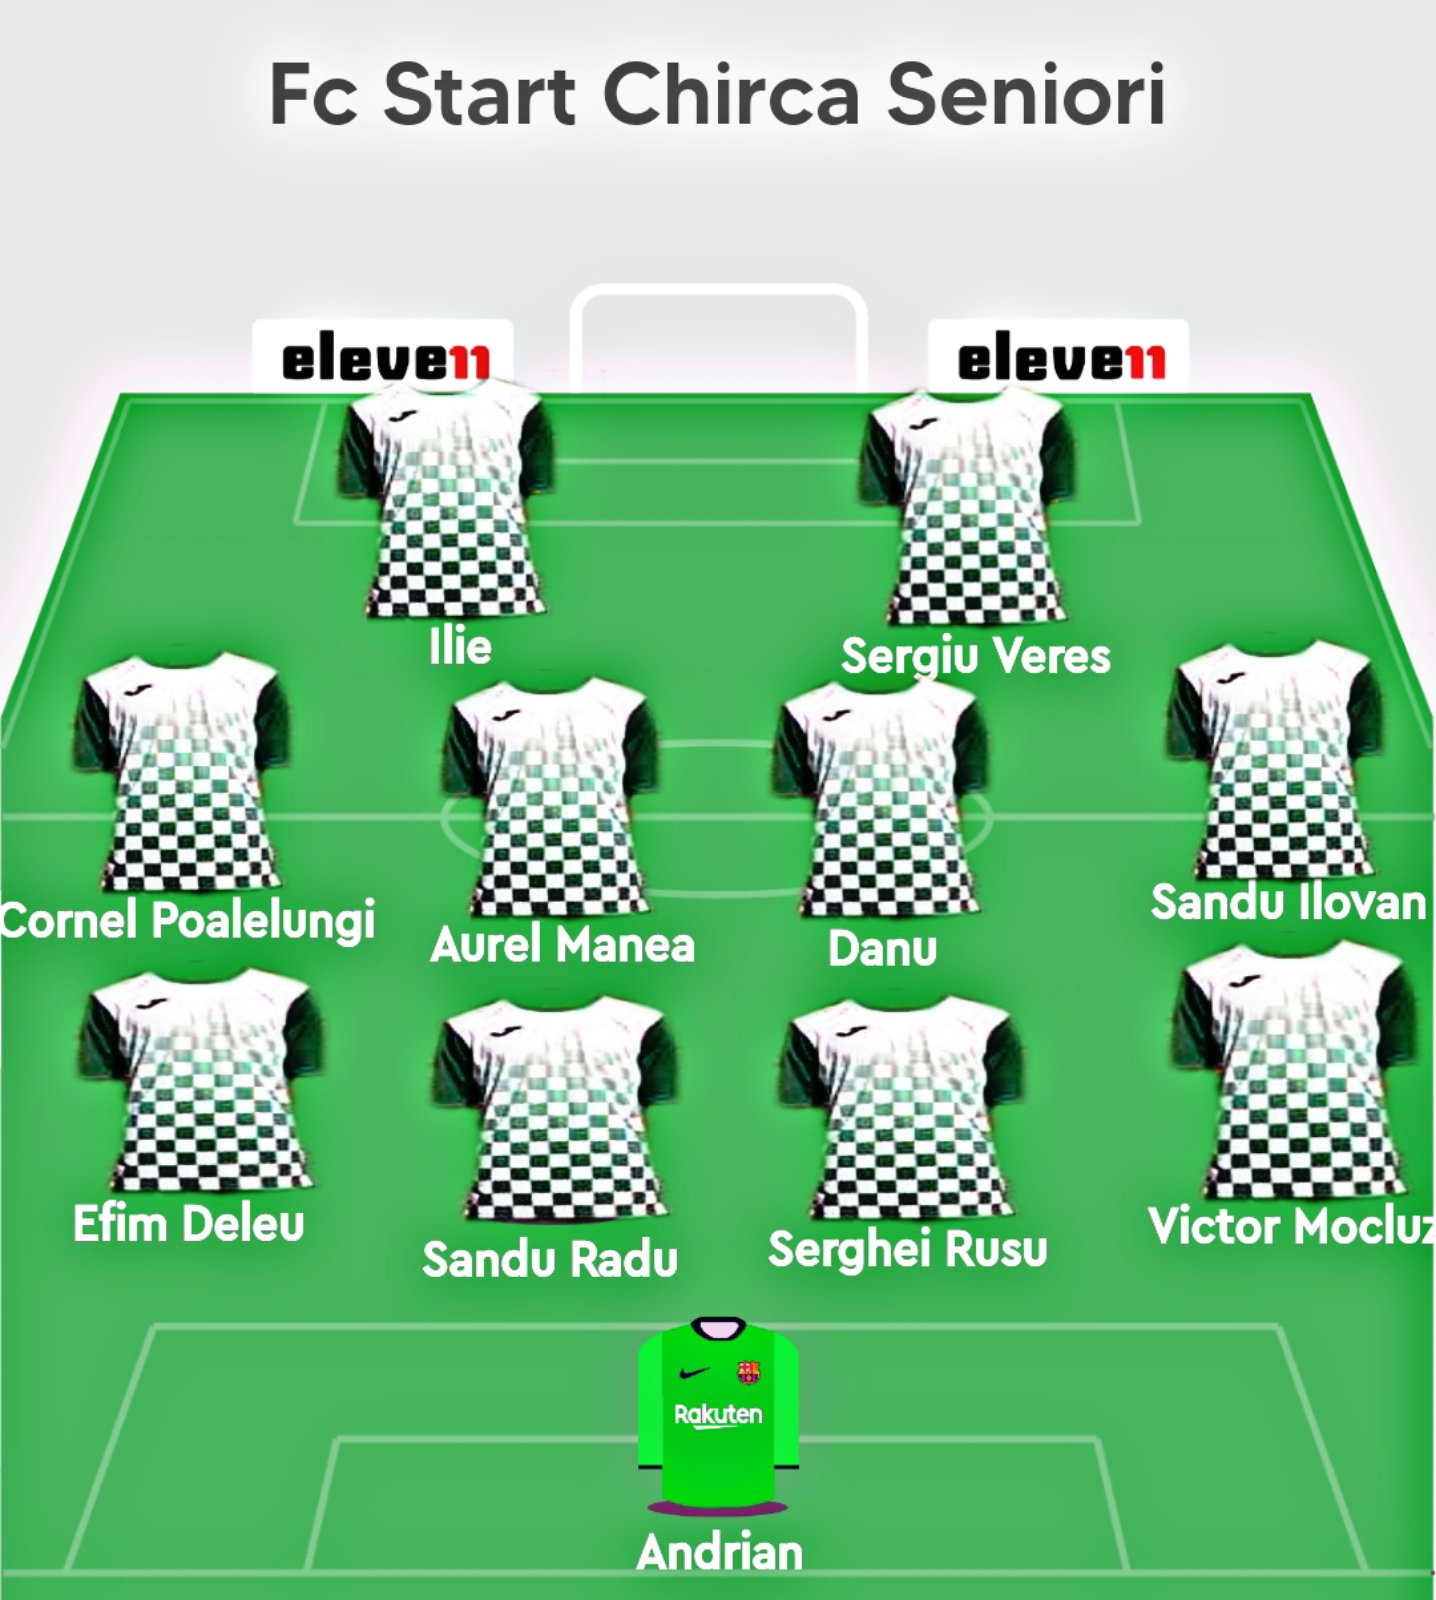 Fc Start Chirca Seniori
eleve11
eleve11
Ilie
Sergiu Veres
Cornel Poalelungi
Aurel Manea
Danu
Sandu Ilovan
Efim Deleu
Sandu Radu
Serghei Rusu
Victor Mocluz
Rakuten
Andrian